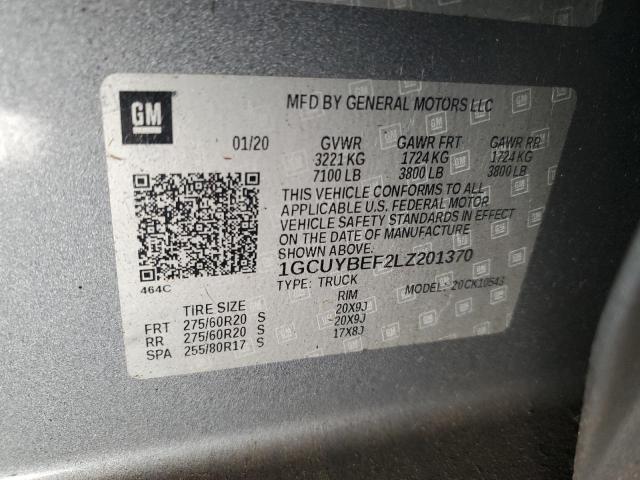 GM
MFD BY GENERAL MOTORS LLC
01/20 GVWR GAWR FRT GAWR RR
3221 KG 1724 KG 1724 KG
7100 LB 3800 LB 3800 LB
THIS VEHICLE CONFORMS TO ALL
APPLICABLE U.S. FEDERAL MOTOR
VEHICLE SAFETY STANDARDS IN EFFECT
ON THE DATE OF MANUFACTURE
1GCUYBEF2LZ201370
464C
TYPE: TRUCK MODEL: 20CK10543
TIRE SIZE RIM
FRT 275/60R20 S 20X9J
RR 275/60R20 S 20X9J
SPA 255/80R17 S 17X8J